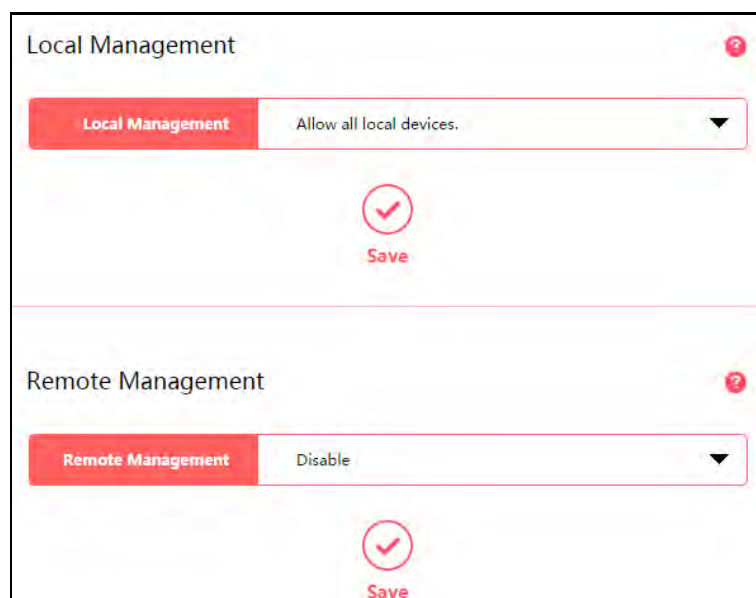 Local Management
?
Local Management Allow all local devices.
Save
Remote Management
?
Remote Management Disable
Save